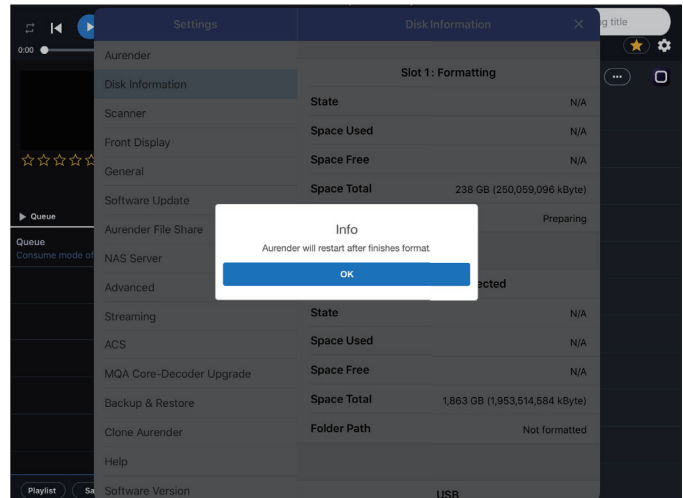 Settings
Disk Information
ng title
0:00
Aurender
Disk Information
Scanner
Front Display
General
Software Update
Aurender File Share
NAS Server
Advanced
Streaming
ACS
MQA Core-Decoder Upgrade
Backup & Restore
Clone Aurender
Help
Software Version
Slot 1 : Formatting
State N/A
Space Used N/A
Space Free N/A
Space Total 238 GB (250,059,096 kByte)
Preparing
Info
Aurender will restart after finishes format
OK
ected
State N/A
Space Used N/A
Space Free N/A
Space Total 1,863 GB (1,953,514,584 kByte)
Folder Path Not formatted
USB
Queue
Queue
Consume mode of
Playlist
Sa